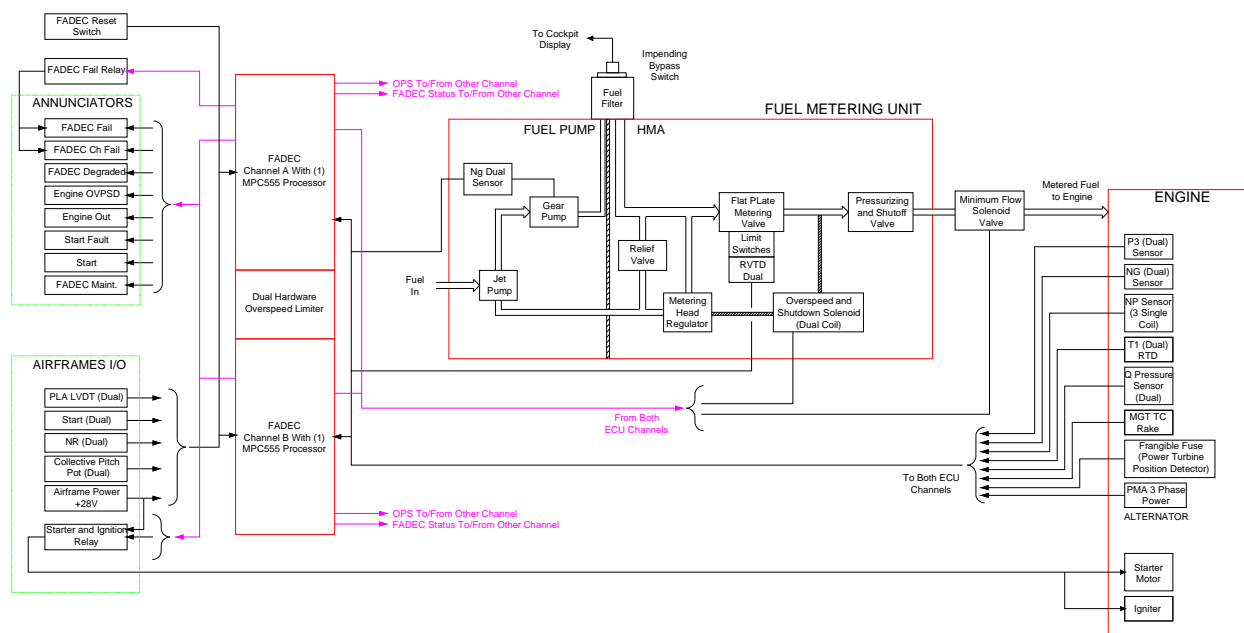 FADEC Reset
Switch
FADEC Fail Relay
ANNUNCIATORS
FADEC Fail
FADEC Ch Fail
FADEC Degraded
Engine OVPSD
Engine Out
Start Fault
Start
FADEC Maint.
AIRFRAMES I/O
PLA LVDT (Dual)
Start (Dual)
NR (Dual)
Collective Pitch
Pot (Dual)
Airframe Power
+28V
Starter and Ignition
Relay
FADEC
Channel A With (1)
MPC555 Processor
Dual Hardware
Overspeed Limiter
FADEC
Channel B With (1)
MPC555 Processor
OPS To/From Other Channel
FADEC Status To/From Other Channel
OPS To/From Other Channel
FADEC Status To/From Other Channel
To Cockpit
Display
Impending
Bypass
Switch
Fuel
Filter
FUEL METERING UNIT
FUEL PUMP
HMA
Ng Dual
Sensor
Gear
Pump
Fuel
In
Jet
Pump
Relief
Valve
Metering
Head
Regulator
Flat PLate
Metering
Valve
Limit
Switches
RVTD
Dual
Pressurizing
and Shutoff
Valve
Overspeed and
Shutdown Solenoid
(Dual Coil)
Minimum Flow
Solenoid
Valve
Metered Fuel
to Engine
From Both
ECU Channels
To Both ECU
Channels
ENGINE
P3 (Dual)
Sensor
NG (Dual)
Sensor
NP Sensor
(3 Single
Coil)
T1 (Dual)
RTD
Q Pressure
Sensor
(Dual)
MGT TC
Rake
Frangible Fuse
(Power Turbine
Position Detector)
PMA 3 Phase
Power
ALTERNATOR
Starter
Motor
Igniter